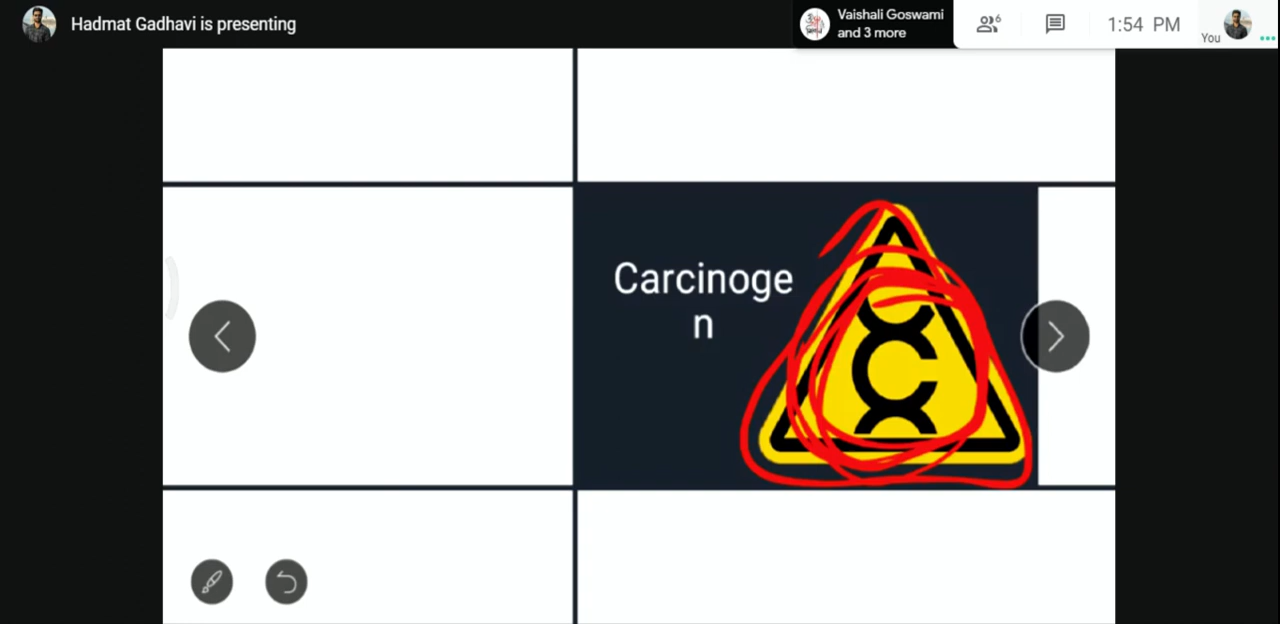 Hadmat Gadhavi is presenting
Vaishali Goswami
and 3 more
6
1:54 PM
You
Carcinoge
n